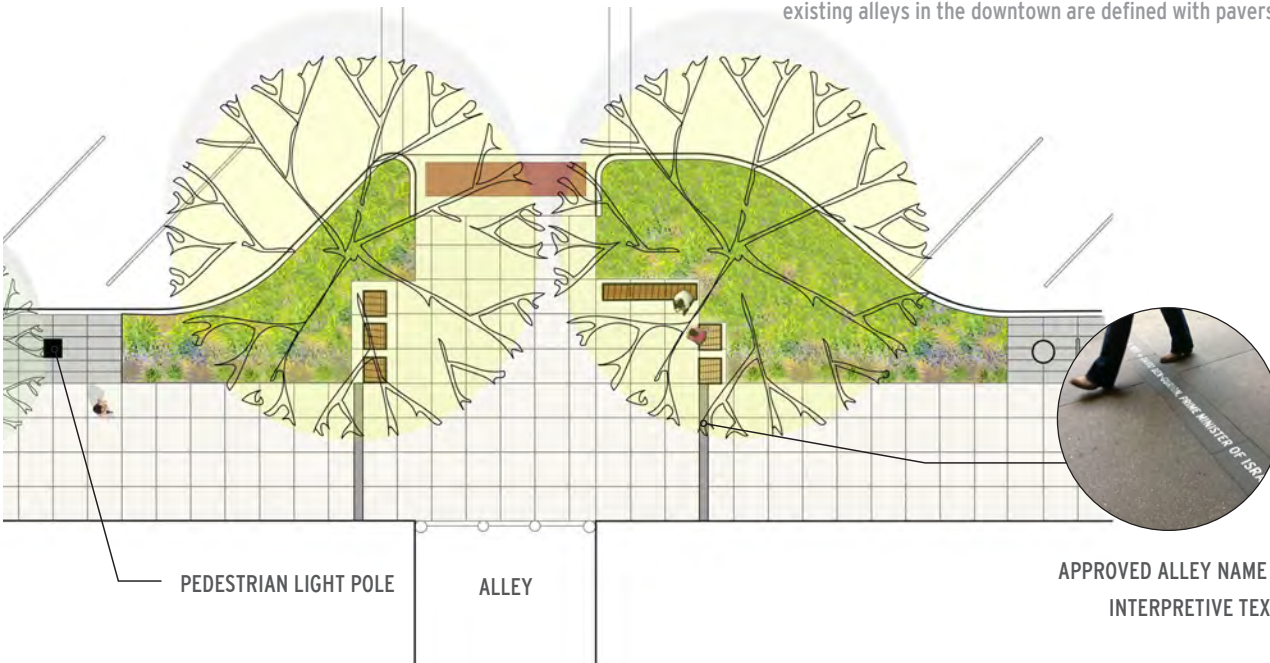 existing alleys in the downtown are defined with pavers
PRIME MINISTER OF ISRA
PEDESTRIAN LIGHT POLE
ALLEY
APPROVED ALLEY NAME
INTERPRETIVE TEX